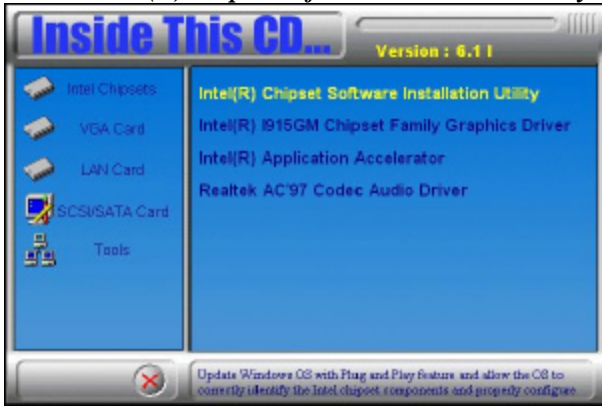 Inside This CD...
Version : 6.1 I
Intel Chipsets
VGA Card
LAN Card
SCSI/SATA Card
Tools
Intel(R) Chipset Software Installation Utility
Intel(R) I915GM Chipset Family Graphics Driver
Intel(R) Application Accelerator
Realtek AC'97 Codec Audio Driver
Update Windows OS with Plug and Play feature and allow the OS to
correctly identify the Intel chipset components and properly configure